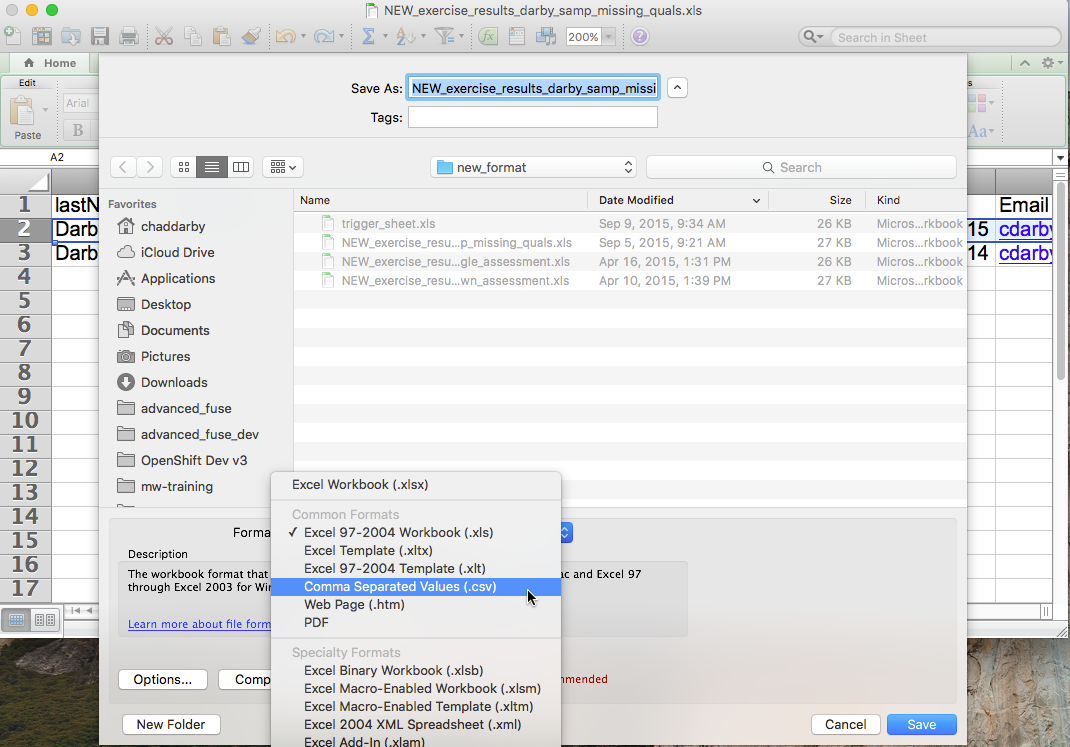 NEW_exercise_results_darby_samp_missing_quals.xls
200%
Search in Sheet
Home
Edit
Paste
Arial
B
Aa
Save As: NEW_exercise_results_darby_samp_missi
Tags:
A2
new_format
Search
Favorites
chaddarby
iCloud Drive
Applications
Desktop
Documents
Pictures
Downloads
advanced_fuse
advanced_fuse_dev
OpenShift Dev v3
mw-training
Name Date Modified Size Kind
trigger_sheet.xls Sep 9, 2015, 9:34 AM 26 KB Micros...rkbook
NEW_exercise_resu...p_missing_quals.xls Sep 5, 2015, 9:21 AM 27 KB Micros...rkbook
NEW_exercise_resu...gle_assessment.xls Apr 16, 2015, 1:31 PM 26 KB Micros...rkbook
NEW_exercise_resu...wn_assessment.xls Apr 10, 2015, 1:39 PM 27 KB Micros...rkbook
1 lastN Email
2 Darb 15 cdarby
3 Darb 14 cdarby
4
5
6
7
8
9
10
11
12
13
14
15
16
17
Forma
Description
The workbook format that ac and Excel 97
through Excel 2003 for Win
Learn more about file form
Excel Workbook (.xlsx)
Common Formats
✓ Excel 97-2004 Workbook (.xls)
Excel Template (.xltx)
Excel 97-2004 Template (.xlt)
Comma Separated Values (.csv)
Web Page (.htm)
PDF
Specialty Formats
Excel Binary Workbook (.xlsb)
Excel Macro-Enabled Workbook (.xlsm)
Excel Macro-Enabled Template (.xltm)
Excel 2004 XML Spreadsheet (.xml)
Excel Add-In (.xlam)
Options... Comp mmended
New Folder Cancel Save